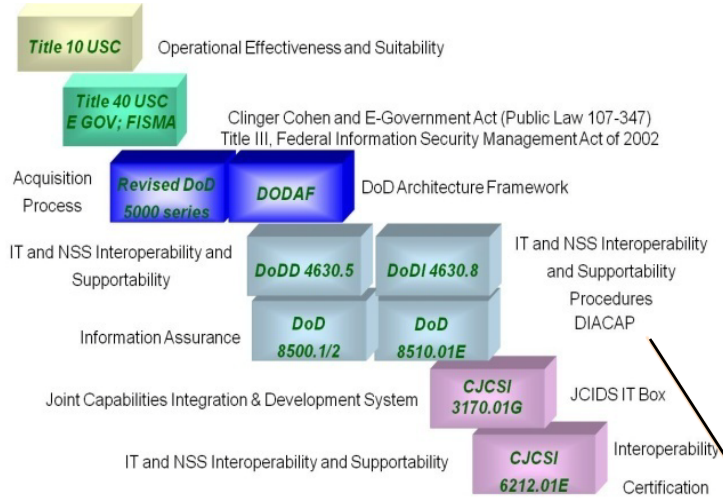 Title 10 USC
Operational Effectiveness and Suitability
Title 40 USC
E GOV; FISMA
Clinger Cohen and E-Government Act (Public Law 107-347)
Title III, Federal Information Security Management Act of 2002
Acquisition
Process
Revised DoD
5000 series
DODAF
DoD Architecture Framework
IT and NSS Interoperability and
Supportability
DoDD 4630.5
DoDI 4630.8
IT and NSS Interoperability
and Supportability
Procedures
DIACAP
Information Assurance
DoD
8500.1/2
DoD
8510.01E
Joint Capabilities Integration & Development System
CJCSI
3170.01G
JCIDS IT Box
IT and NSS Interoperability and Supportability
CJCSI
6212.01E
Interoperability
Certification